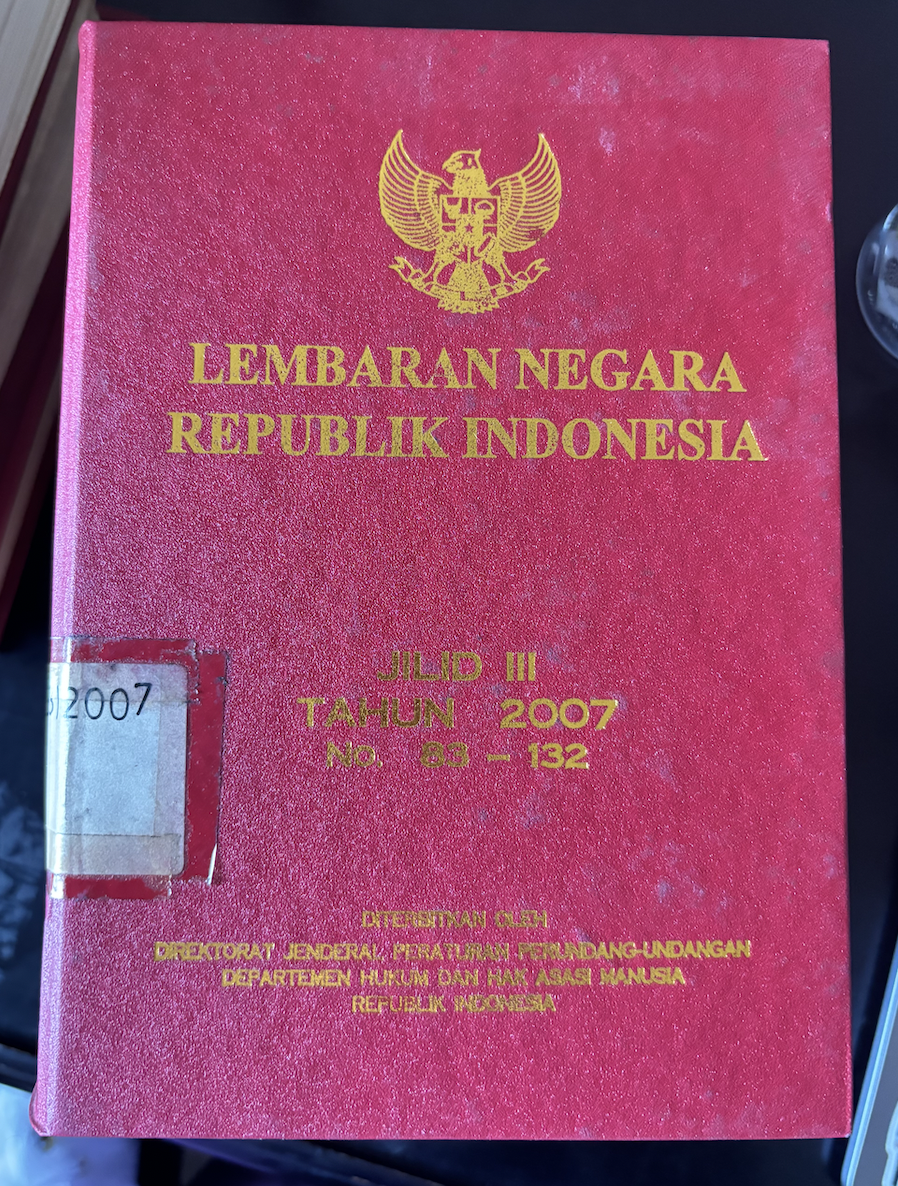 LEMBARAN NEGARA
REPUBLIK INDONESIA
JILID III
TAHUN 2007
No. 83 – 132
2007
DITERBITKAN OLEH
DIREKTORAT JENDERAL PERATURAN PERUNDANG-UNDANGAN
DEPARTEMEN HUKUM DAN HAK ASASI MANUSIA
REPUBLIK INDONESIA